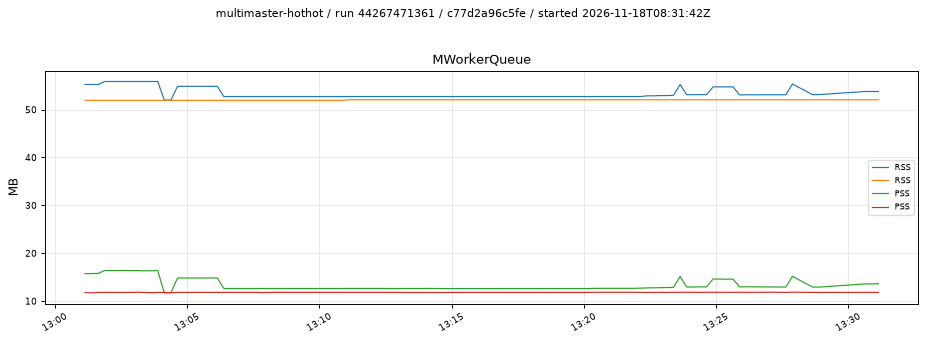 multimaster-hothot / run 44267471361 / c77d2a96c5fe / started 2026-11-18T08:31:42Z
MWorkerQueue
MB
50
40
30
20
10
RSS
RSS
PSS
PSS
13:00
13:05
13:10
13:15
13:20
13:25
13:30